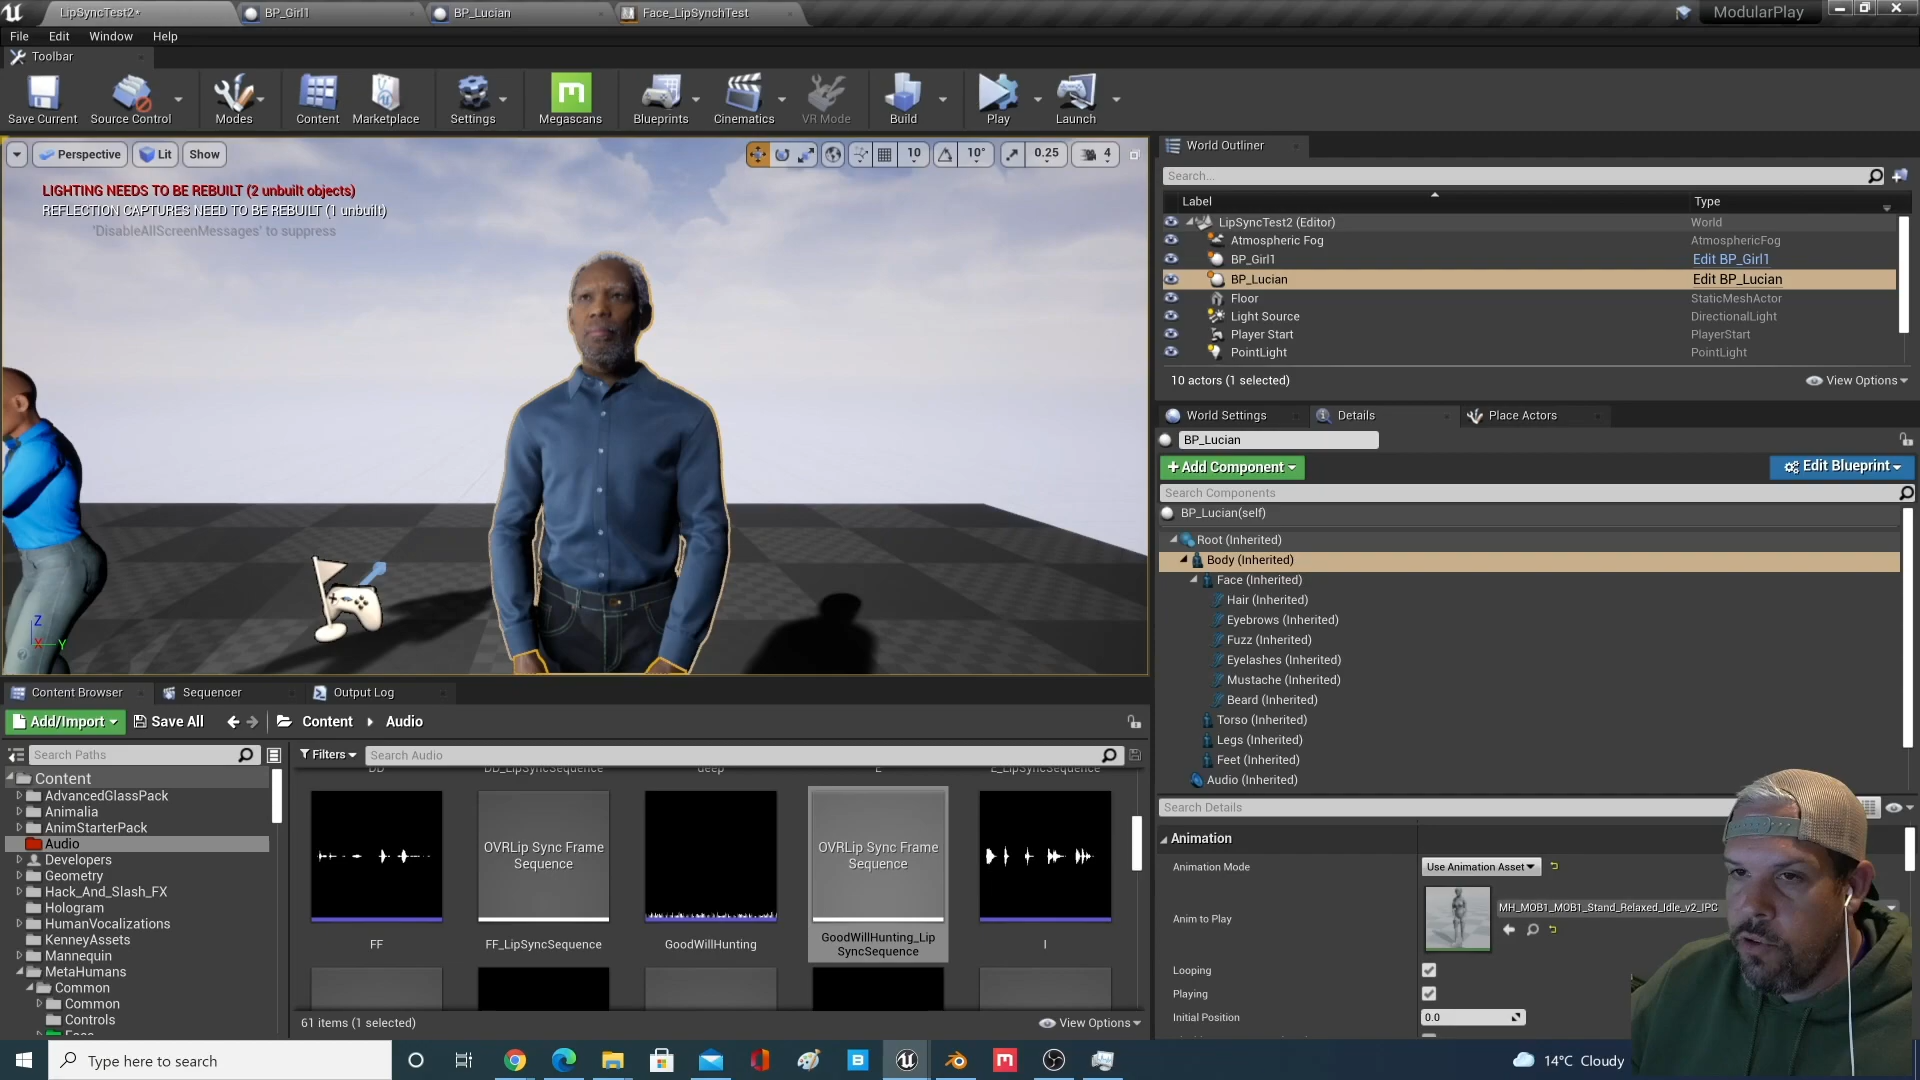 LipSyncTest2*
BP_Girl1
BP_Lucian
Face_LipSynchTest
ModularPlay
File Edit Window Help
Toolbar
Save Current
Source Control
Modes
Content
Marketplace
Settings
Megascans
Blueprints
Cinematics
VR Mode
Build
Play
Launch
Perspective Lit Show
10 10° 0.25 4
LIGHTING NEEDS TO BE REBUILT (2 unbuilt objects)
REFLECTION CAPTURES NEED TO BE REBUILT (1 unbuilt)
'DisableAllScreenMessages' to suppress
Z
X Y
World Outliner
Search...
Label Type
LipSyncTest2 (Editor) World
Atmospheric Fog AtmosphericFog
BP_Girl1 Edit BP_Girl1
BP_Lucian Edit BP_Lucian
Floor StaticMeshActor
Light Source DirectionalLight
Player Start PlayerStart
PointLight PointLight
10 actors (1 selected) View Options
World Settings Details Place Actors
BP_Lucian
+Add Component Edit Blueprint
Search Components
BP_Lucian(self)
Root (Inherited)
Body (Inherited)
Face (Inherited)
Hair (Inherited)
Eyebrows (Inherited)
Fuzz (Inherited)
Eyelashes (Inherited)
Mustache (Inherited)
Beard (Inherited)
Torso (Inherited)
Legs (Inherited)
Feet (Inherited)
Audio (Inherited)
Search Details
Animation
Animation Mode Use Animation Asset
Anim to Play MH_MOB1_MOB1_Stand_Relaxed_Idle_v2_IPC
Looping
Playing
Initial Position 0.0
Content Browser Sequencer Output Log
Add/Import Save All Content Audio
Search Paths
Filters Search Audio
Content
AdvancedGlassPack
Animalia
AnimStarterPack
Audio
Developers
Geometry
Hack_And_Slash_FX
Hologram
HumanVocalizations
KenneyAssets
Mannequin
MetaHumans
Common
Common
Controls
DD DD_LipSyncSequence deep E E_LipSyncSequence
OVRLip Sync Frame
Sequence
OVRLip Sync Frame
Sequence
FF
FF_LipSyncSequence
GoodWillHunting
GoodWillHunting_Lip
SyncSequence
I
61 items (1 selected) View Options
Type here to search
14°C Cloudy